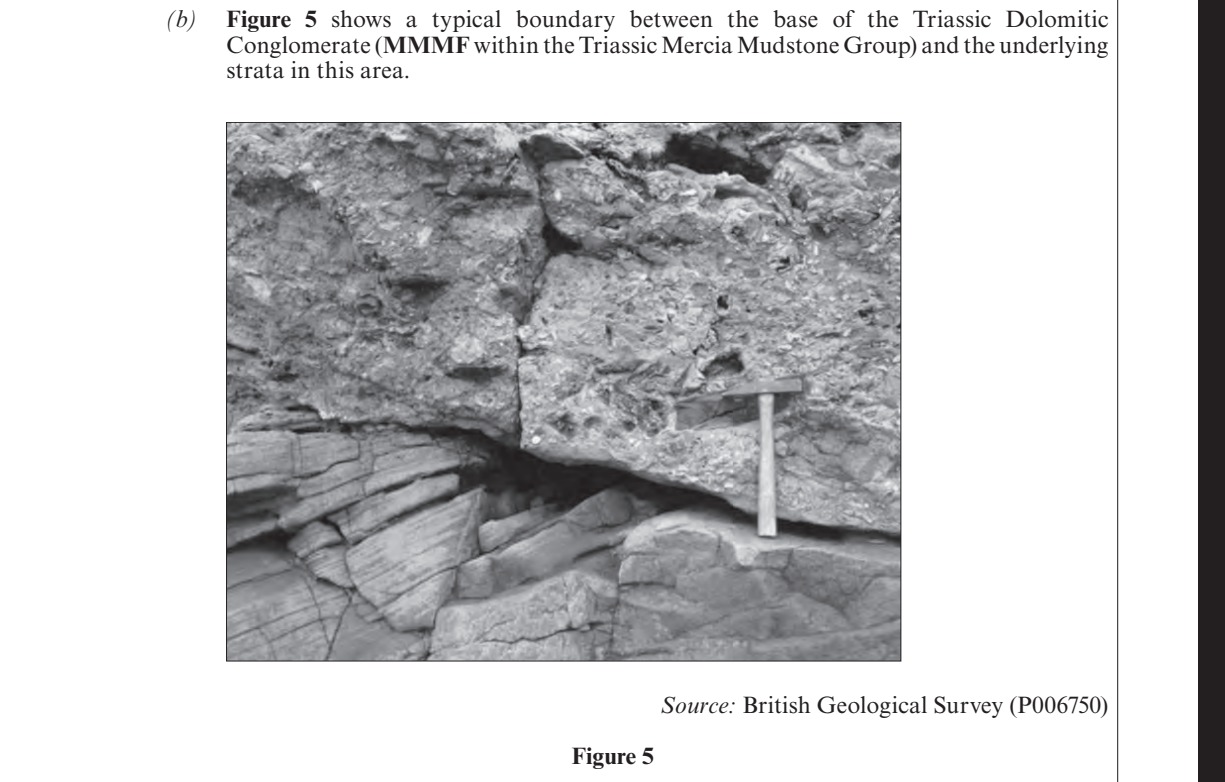 (b) Figure 5 shows a typical boundary between the base of the Triassic Dolomitic
Conglomerate (MMMF within the Triassic Mercia Mudstone Group) and the underlying
strata in this area.
Source: British Geological Survey (P006750)
Figure 5